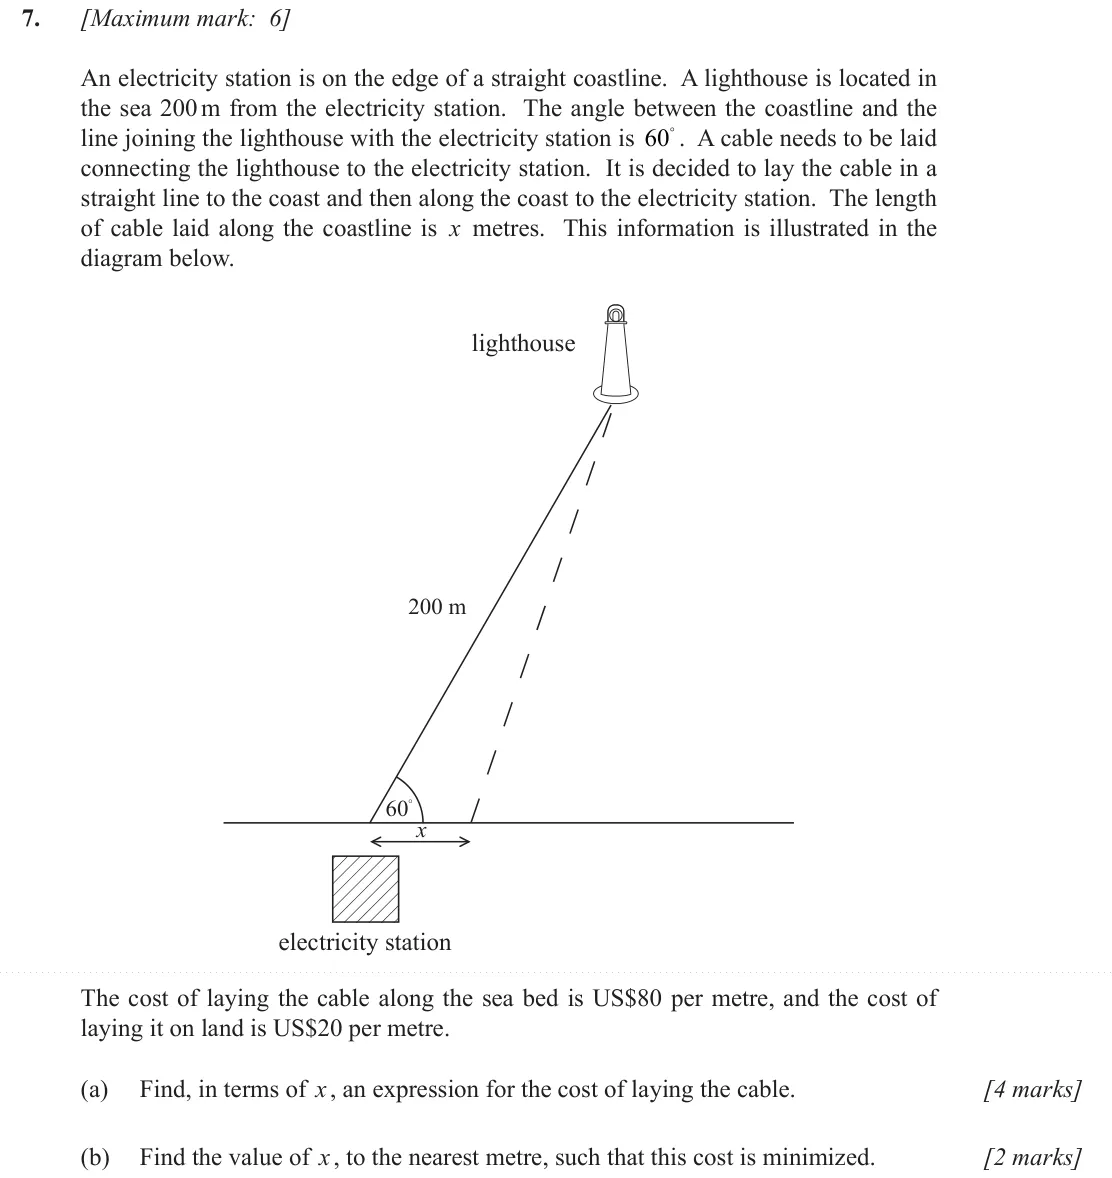 7. [Maximum mark: 6]
An electricity station is on the edge of a straight coastline. A lighthouse is located in
the sea 200 m from the electricity station. The angle between the coastline and the
line joining the lighthouse with the electricity station is 60°. A cable needs to be laid
connecting the lighthouse to the electricity station. It is decided to lay the cable in a
straight line to the coast and then along the coast to the electricity station. The length
of cable laid along the coastline is x metres. This information is illustrated in the
diagram below.
lighthouse
200 m
60°
x
electricity station
The cost of laying the cable along the sea bed is US$80 per metre, and the cost of
laying it on land is US$20 per metre.
(a) Find, in terms of x, an expression for the cost of laying the cable. [4 marks]
(b) Find the value of x, to the nearest metre, such that this cost is minimized. [2 marks]